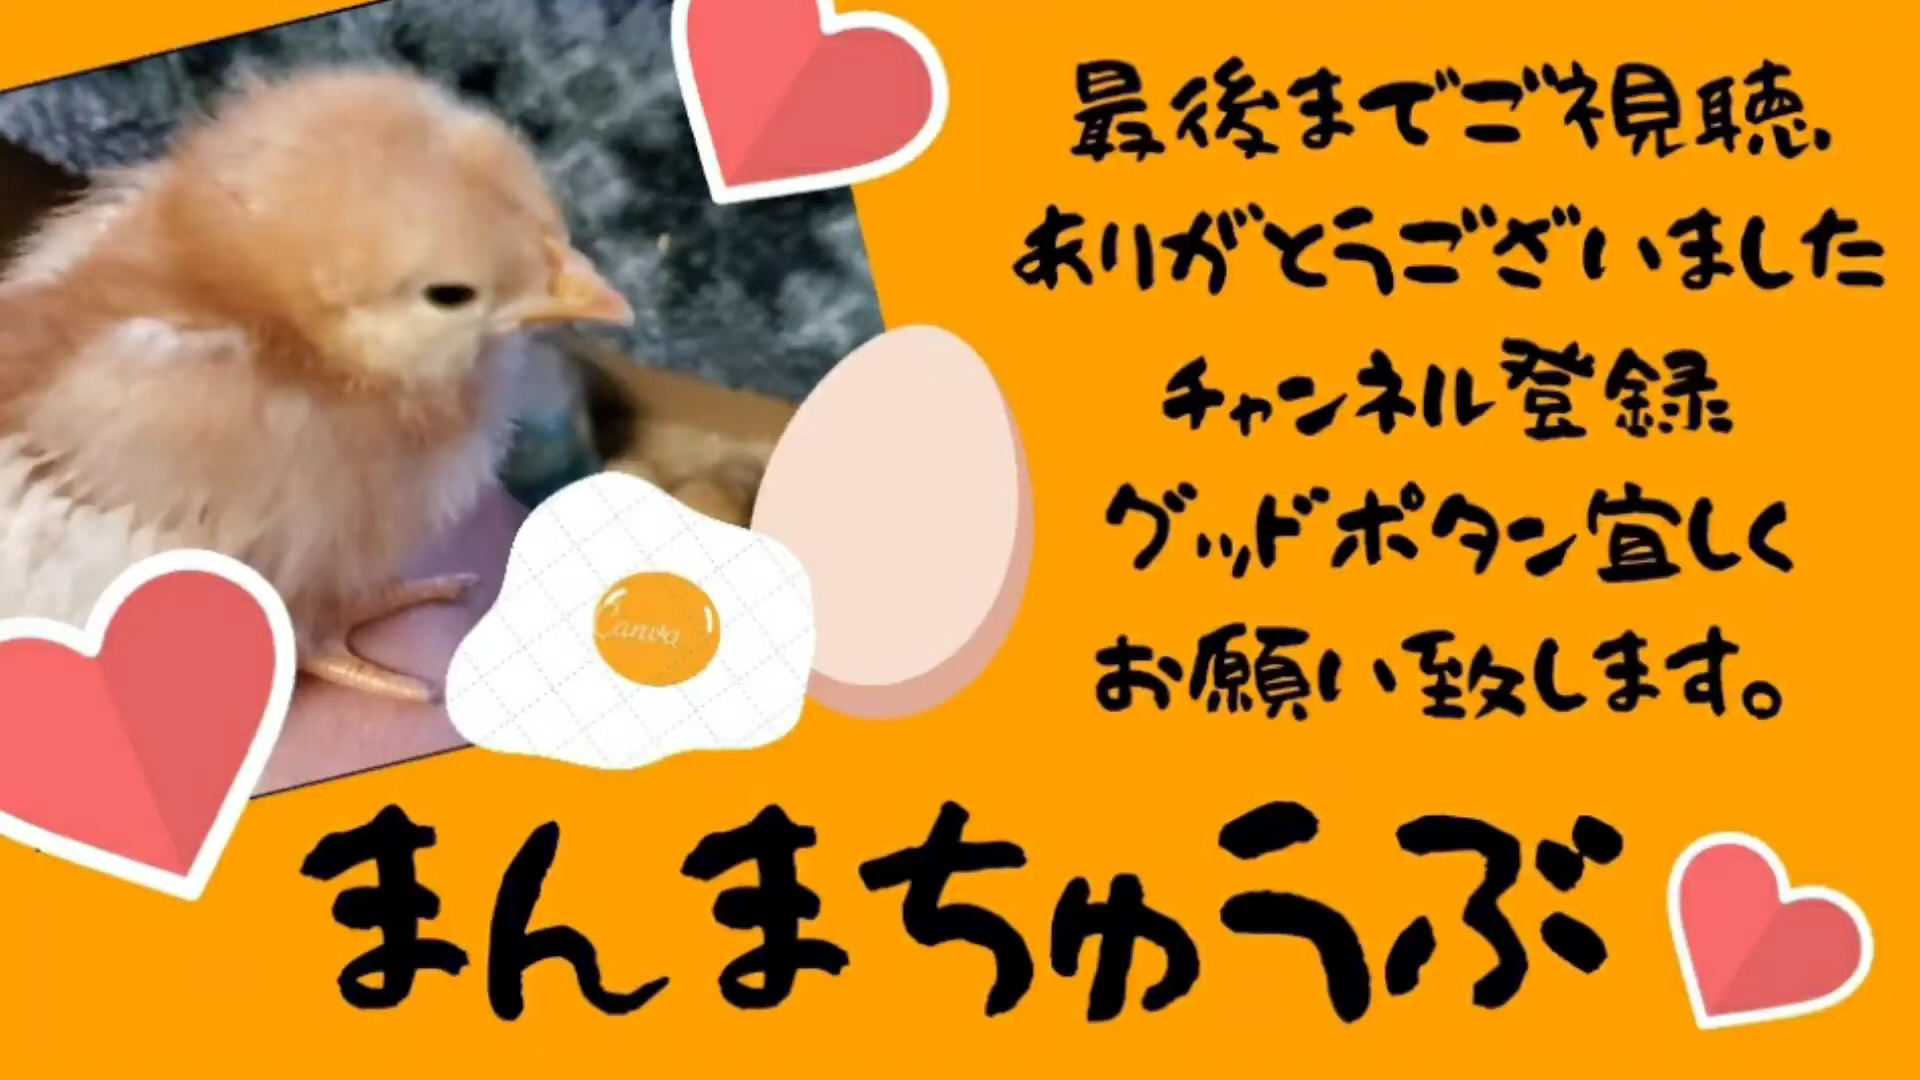 最後までご視聴
ありがとうございました
チャンネル登録
グッドポタン宜しく
お願い致します。
Canva
まんまちゅうぶ